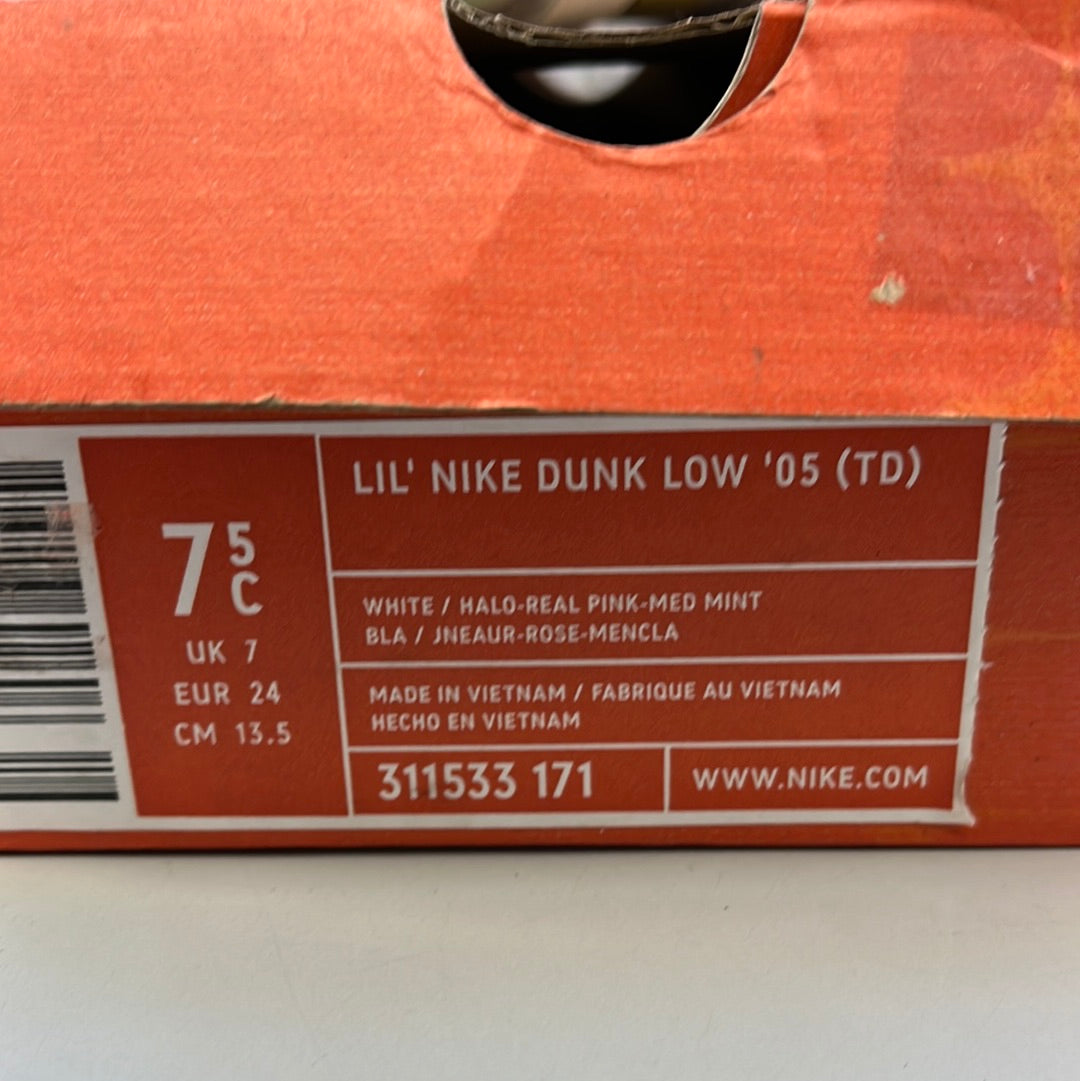 7 5 C
UK 7
EUR 24
CM 13.5
LIL' NIKE DUNK LOW '05 (TD)
WHITE / HALO-REAL PINK-MED MINT
BLA / JNEAUR-ROSE-MENCLA
MADE IN VIETNAM / FABRIQUE AU VIETNAM
HECHO EN VIETNAM
311533 171
WWW.NIKE.COM